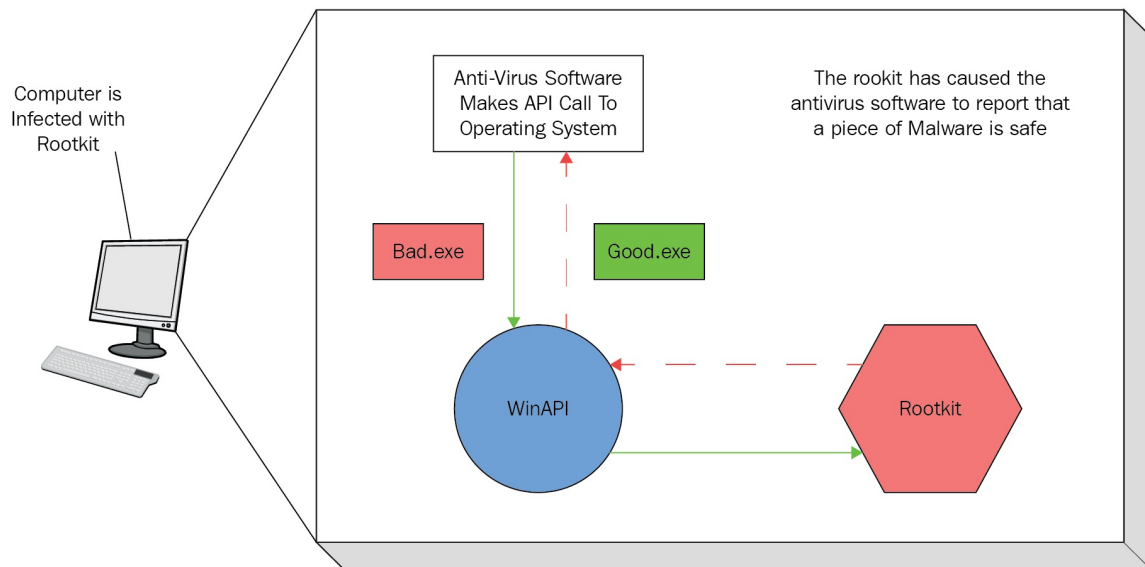 Computer is
Infected with
Rootkit
Anti-Virus Software
Makes API Call To
Operating System
The rookit has caused the
antivirus software to report that
a piece of Malware is safe
Bad.exe
Good.exe
WinAPI
Rootkit